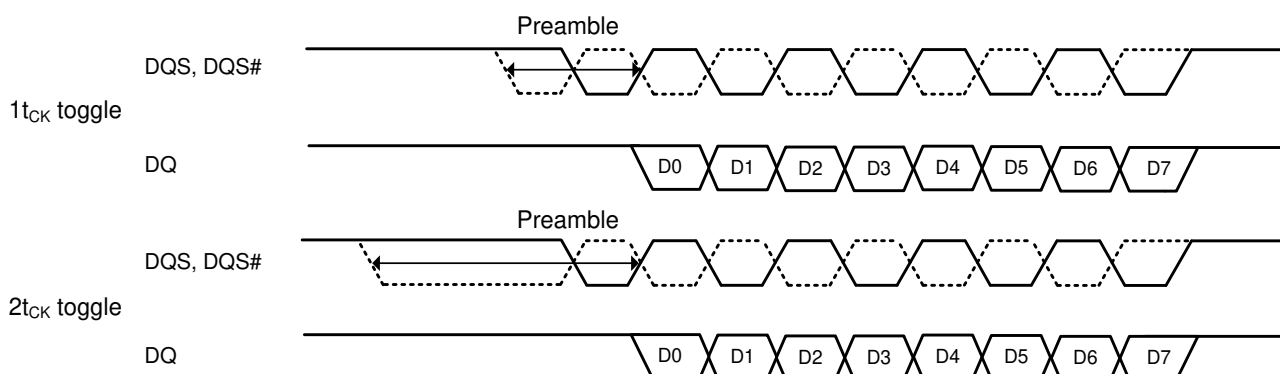 Preamble
DQS, DQS#
1tCK toggle
DQ
D0 D1 D2 D3 D4 D5 D6 D7
Preamble
DQS, DQS#
2tCK toggle
DQ
D0 D1 D2 D3 D4 D5 D6 D7